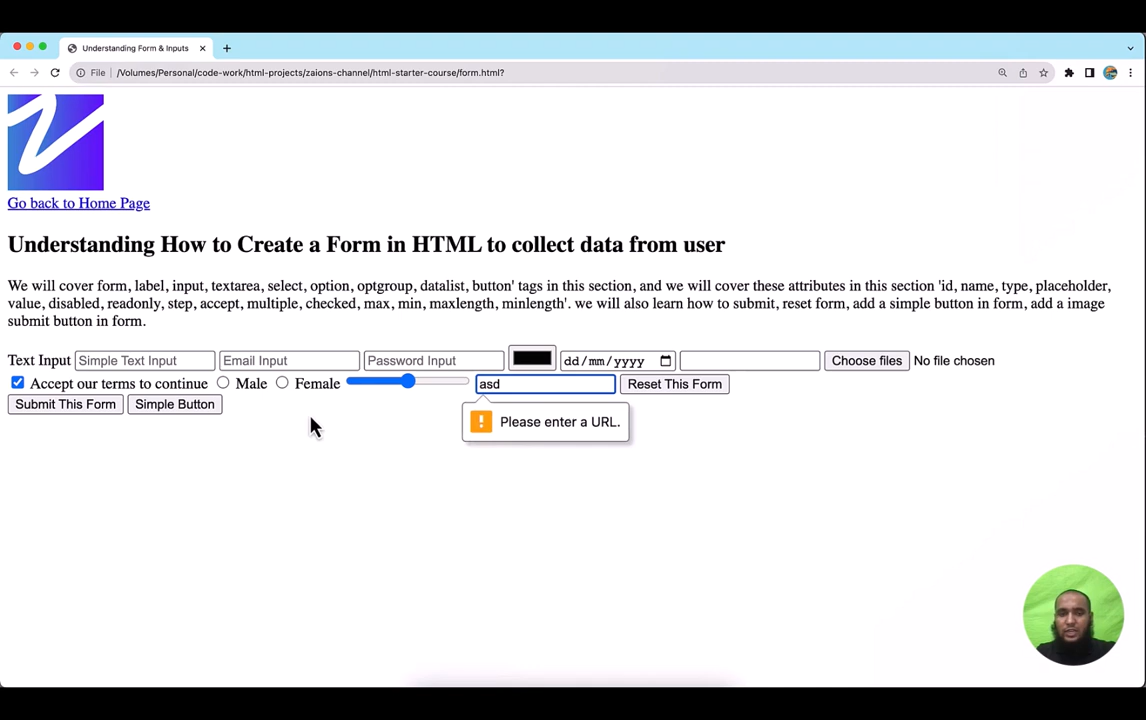 Understanding Form & Inputs
File /Volumes/Personal/code-work/html-projects/zaions-channel/html-starter-course/form.html?
Go back to Home Page
Understanding How to Create a Form in HTML to collect data from user
We will cover form, label, input, textarea, select, option, optgroup, datalist, button' tags in this section, and we will cover these attributes in this section 'id, name, type, placeholder,
value, disabled, readonly, step, accept, multiple, checked, max, min, maxlength, minlength'. we will also learn how to submit, reset form, add a simple button in form, add a image
submit button in form.
Text Input Simple Text Input Email Input Password Input dd/mm/yyyy Choose files No file chosen
Accept our terms to continue Male Female asd Reset This Form
Submit This Form Simple Button
Please enter a URL.